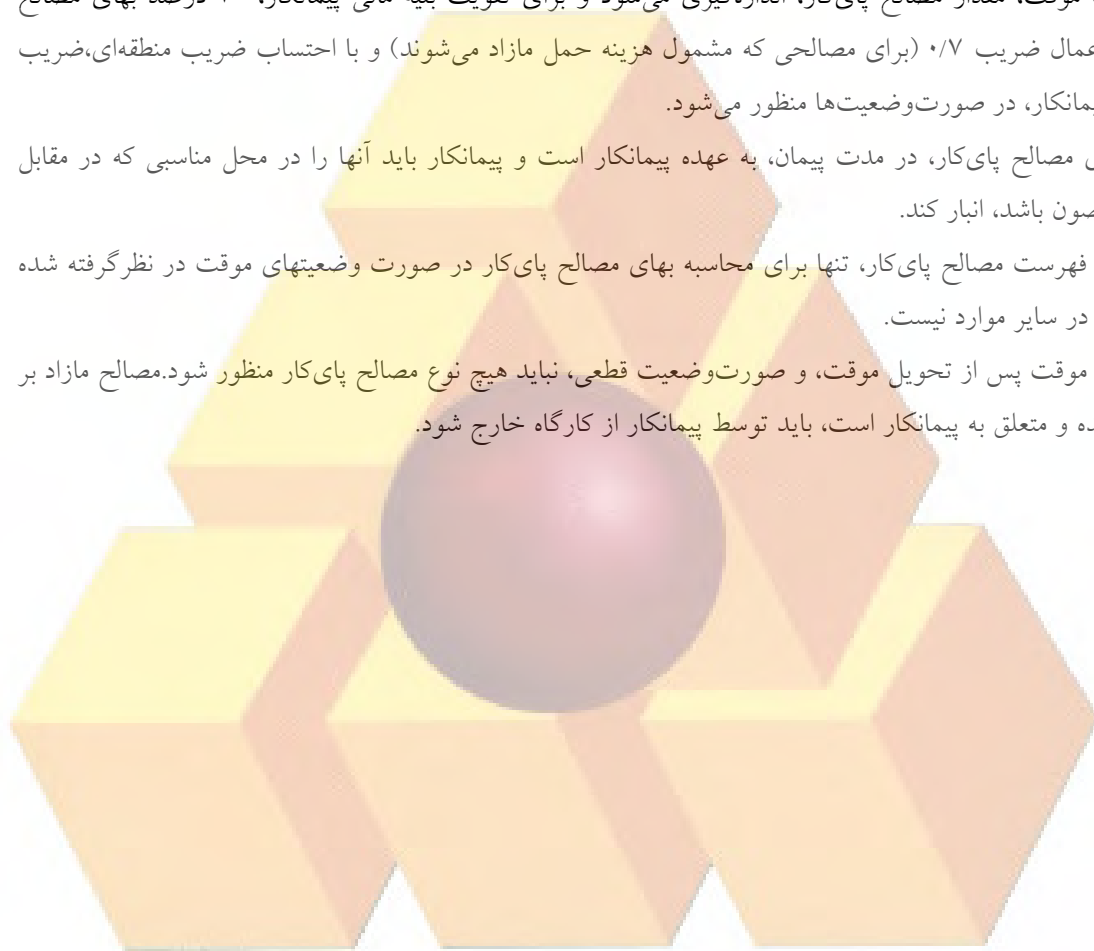 موقت، مقدار مصالح پای‌کار، اندازه‌گیری می‌شود و برای تقویت بنیه مالی پیمانکار، درصد بهای مصالح
عمال ضریب ۰/۷ (برای مصالحی که مشمول هزینه حمل مازاد می‌شوند) و با احتساب ضریب منطقه‌ای،ضریب
یمانکار، در صورت‌وضعیت‌ها منظور می‌شود.
ی مصالح پای‌کار، در مدت پیمان، به عهده پیمانکار است و پیمانکار باید آنها را در محل مناسبی که در مقابل
صون باشد، انبار کند.
فهرست مصالح پای‌کار، تنها برای محاسبه بهای مصالح پای‌کار در صورت وضعیتهای موقت در نظرگرفته شده
در سایر موارد نیست.
موقت پس از تحویل موقت، و صورت‌وضعیت قطعی، نباید هیچ نوع مصالح پای‌کار منظور شود.مصالح مازاد بر
ده و متعلق به پیمانکار است، باید توسط پیمانکار از کارگاه خارج شود.